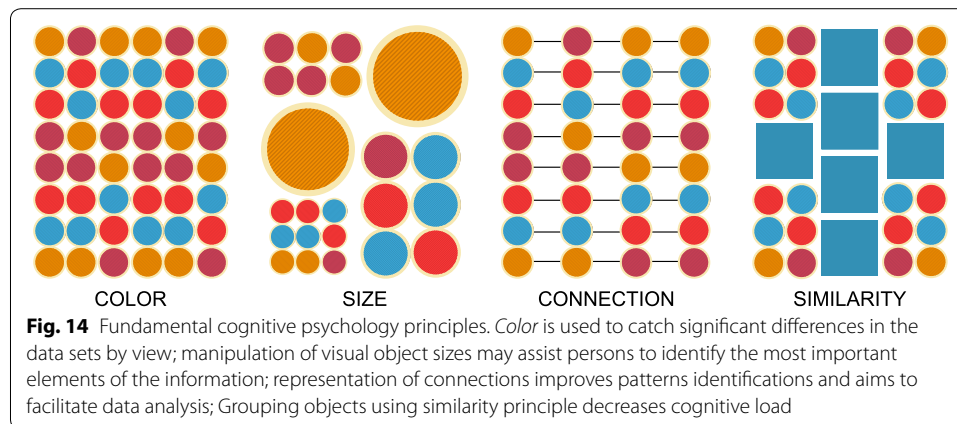 COLOR
SIZE
CONNECTION
SIMILARITY
Fig. 14 Fundamental cognitive psychology principles. Color is used to catch significant differences in the
data sets by view; manipulation of visual object sizes may assist persons to identify the most important
elements of the information; representation of connections improves patterns identifications and aims to
facilitate data analysis; Grouping objects using similarity principle decreases cognitive load